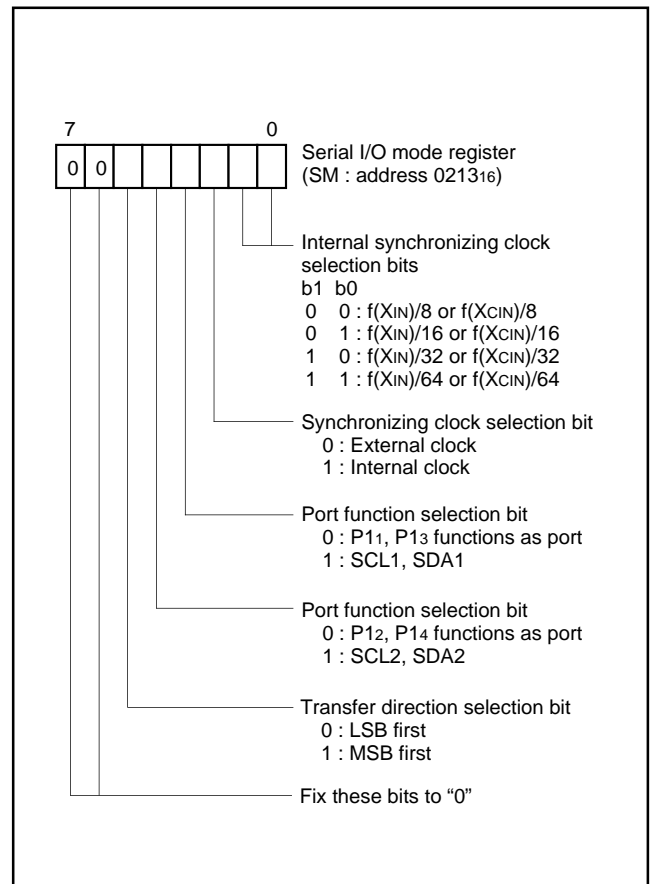 7 0
0 0
Serial I/O mode register
(SM : address 021316)
Internal synchronizing clock
selection bits
b1 b0
0 0 : f(XIN)/8 or f(XCIN)/8
0 1 : f(XIN)/16 or f(XCIN)/16
1 0 : f(XIN)/32 or f(XCIN)/32
1 1 : f(XIN)/64 or f(XCIN)/64
Synchronizing clock selection bit
0 : External clock
1 : Internal clock
Port function selection bit
0 : P11, P13 functions as port
1 : SCL1, SDA1
Port function selection bit
0 : P12, P14 functions as port
1 : SCL2, SDA2
Transfer direction selection bit
0 : LSB first
1 : MSB first
Fix these bits to “0”